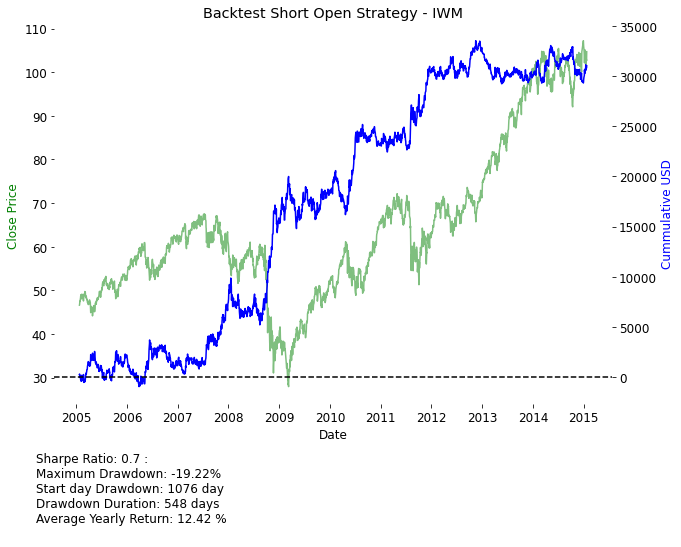 Backtest Short Open Strategy - IWM
110
100
90
80
70
60
50
40
30
Close Price
35000
30000
25000
20000
15000
10000
5000
0
Cummulative USD
2005 2006 2007 2008 2009 2010 2011 2012 2013 2014 2015
Date
Sharpe Ratio: 0.7 :
Maximum Drawdown: -19.22%
Start day Drawdown: 1076 day
Drawdown Duration: 548 days
Average Yearly Return: 12.42 %